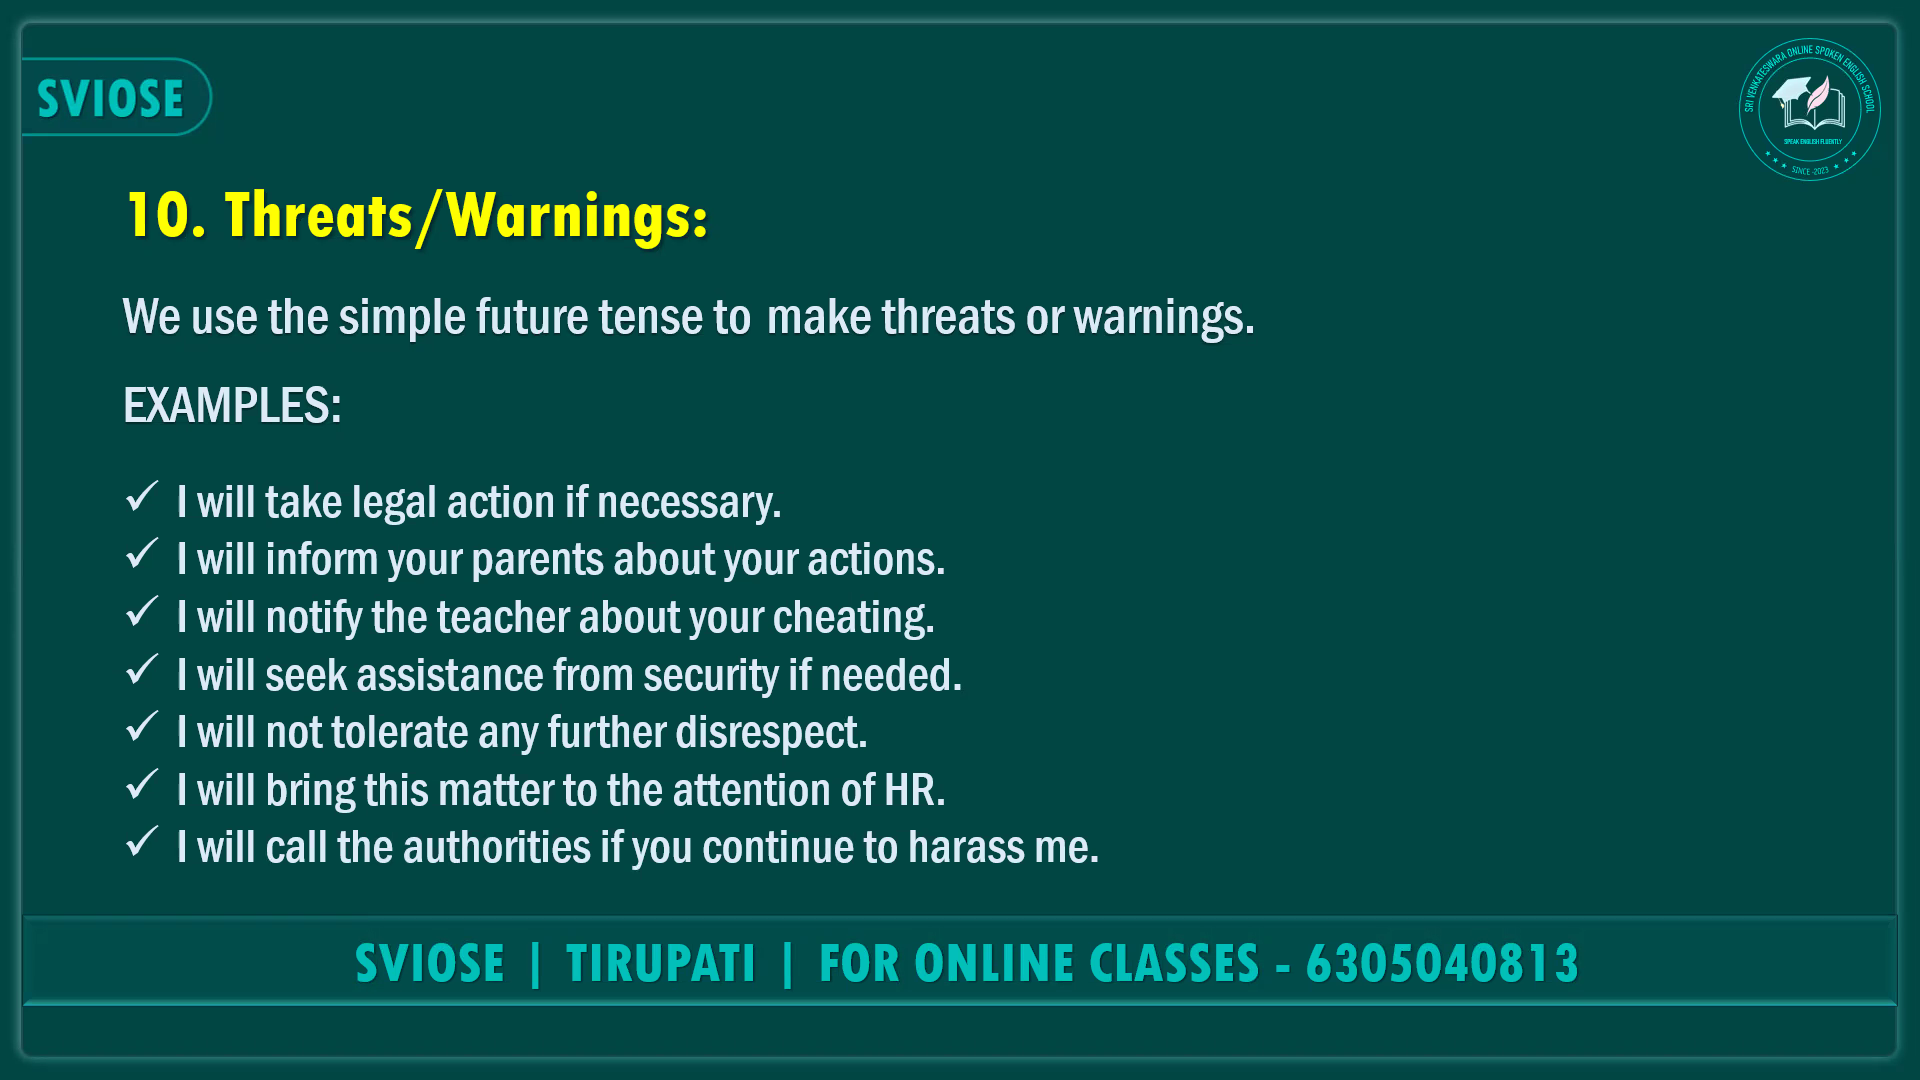 SVIOSE
SRI VENKATESWARA ONLINE SPOKEN ENGLISH SCHOOL
SPEAK ENGLISH FLUENTLY
SINCE -2023
10. Threats/Warnings:
We use the simple future tense to make threats or warnings.
EXAMPLES:
✓ I will take legal action if necessary.
✓ I will inform your parents about your actions.
✓ I will notify the teacher about your cheating.
✓ I will seek assistance from security if needed.
✓ I will not tolerate any further disrespect.
✓ I will bring this matter to the attention of HR.
✓ I will call the authorities if you continue to harass me.
SVIOSE | TIRUPATI | FOR ONLINE CLASSES - 6305040813